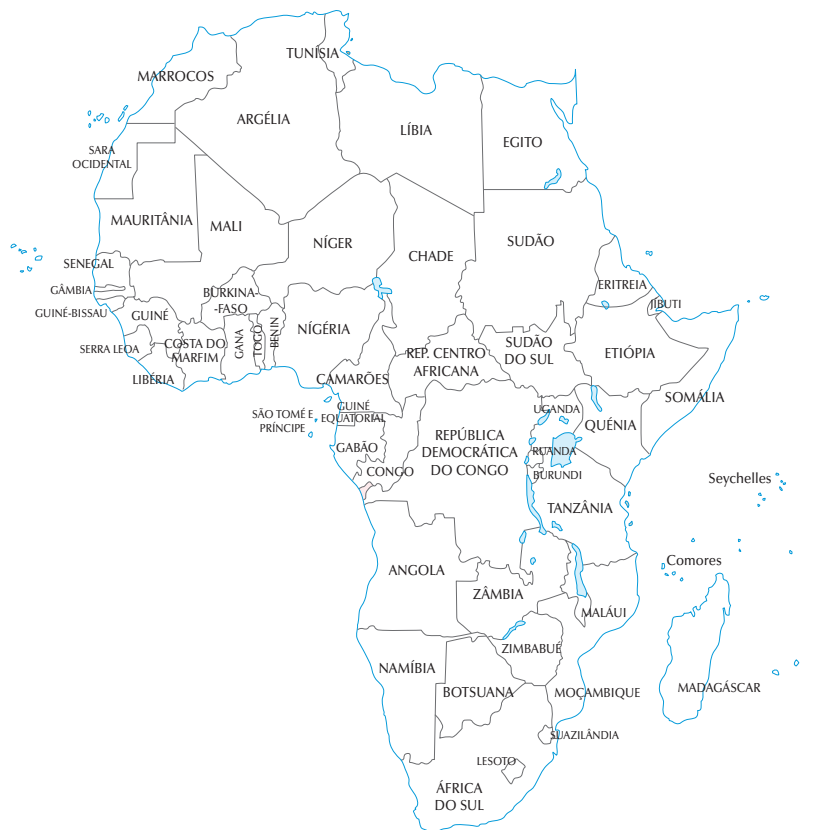 TUNÍSIA
MARROCOS
ARGÉLIA
LÍBIA
EGITO
SARA
OCIDENTAL
MAURITÂNIA
MALI
NÍGER
CHADE
SUDÃO
SENEGAL
ERITREIA
GÂMBIA
BURKINA-
-FASO
JIBUTI
GUINÉ-BISSAU
GUINÉ
NÍGÉRIA
SERRA LEOA
COSTA DO
MARFIM
GANA
TOGO
BENIN
SUDÃO
DO SUL
ETIÓPIA
REP. CENTRO
AFRICANA
LIBÉRIA
CAMARÕES
SOMÁLIA
GUINÉ
EQUATORIAL
UGANDA
SÃO TOMÉ E
PRÍNCIPE
QUÉNIA
REPÚBLICA
DEMOCRÁTICA
DO CONGO
GABÃO
RUANDA
CONGO
BURUNDI
Seychelles
TANZÂNIA
Comores
ANGOLA
ZÂMBIA
MALÁUI
ZIMBABUÉ
NAMÍBIA
BOTSUANA
MOÇAMBIQUE
MADAGÁSCAR
SUAZILÂNDIA
LESOTO
ÁFRICA
DO SUL